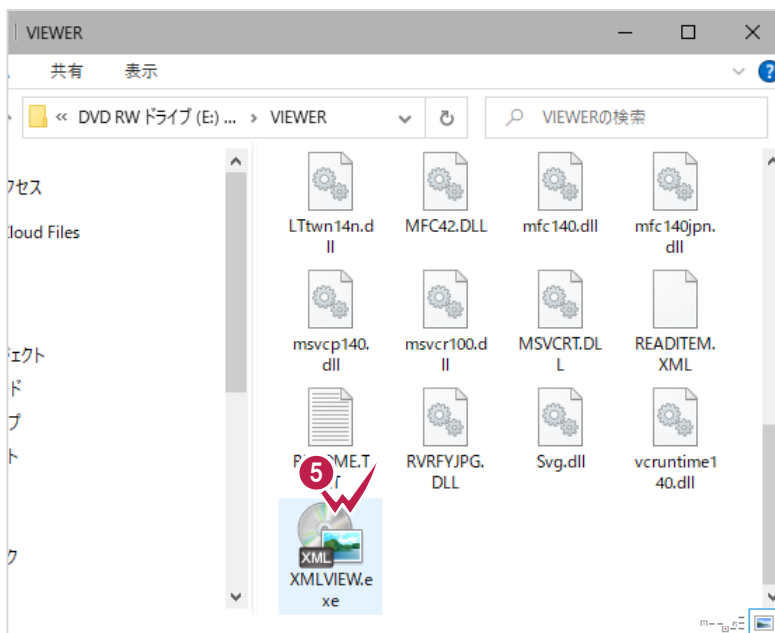 VIEWER
共有 表示
« DVD RW ドライブ (E:) ... › VIEWER
VIEWERの検索
クセス
loud Files
ジェクト
ド
プ
ト
ク
LTtwn14n.d
ll
MFC42.DLL
mfc140.dll
mfc140jpn.
dll
msvcp140.
dll
msvcr100.d
ll
MSVCRT.DL
L
READITEM.
XML
RVRFYJPG.
DLL
Svg.dll
vcruntime1
40.dll
5
XML
XMLVIEW.e
xe